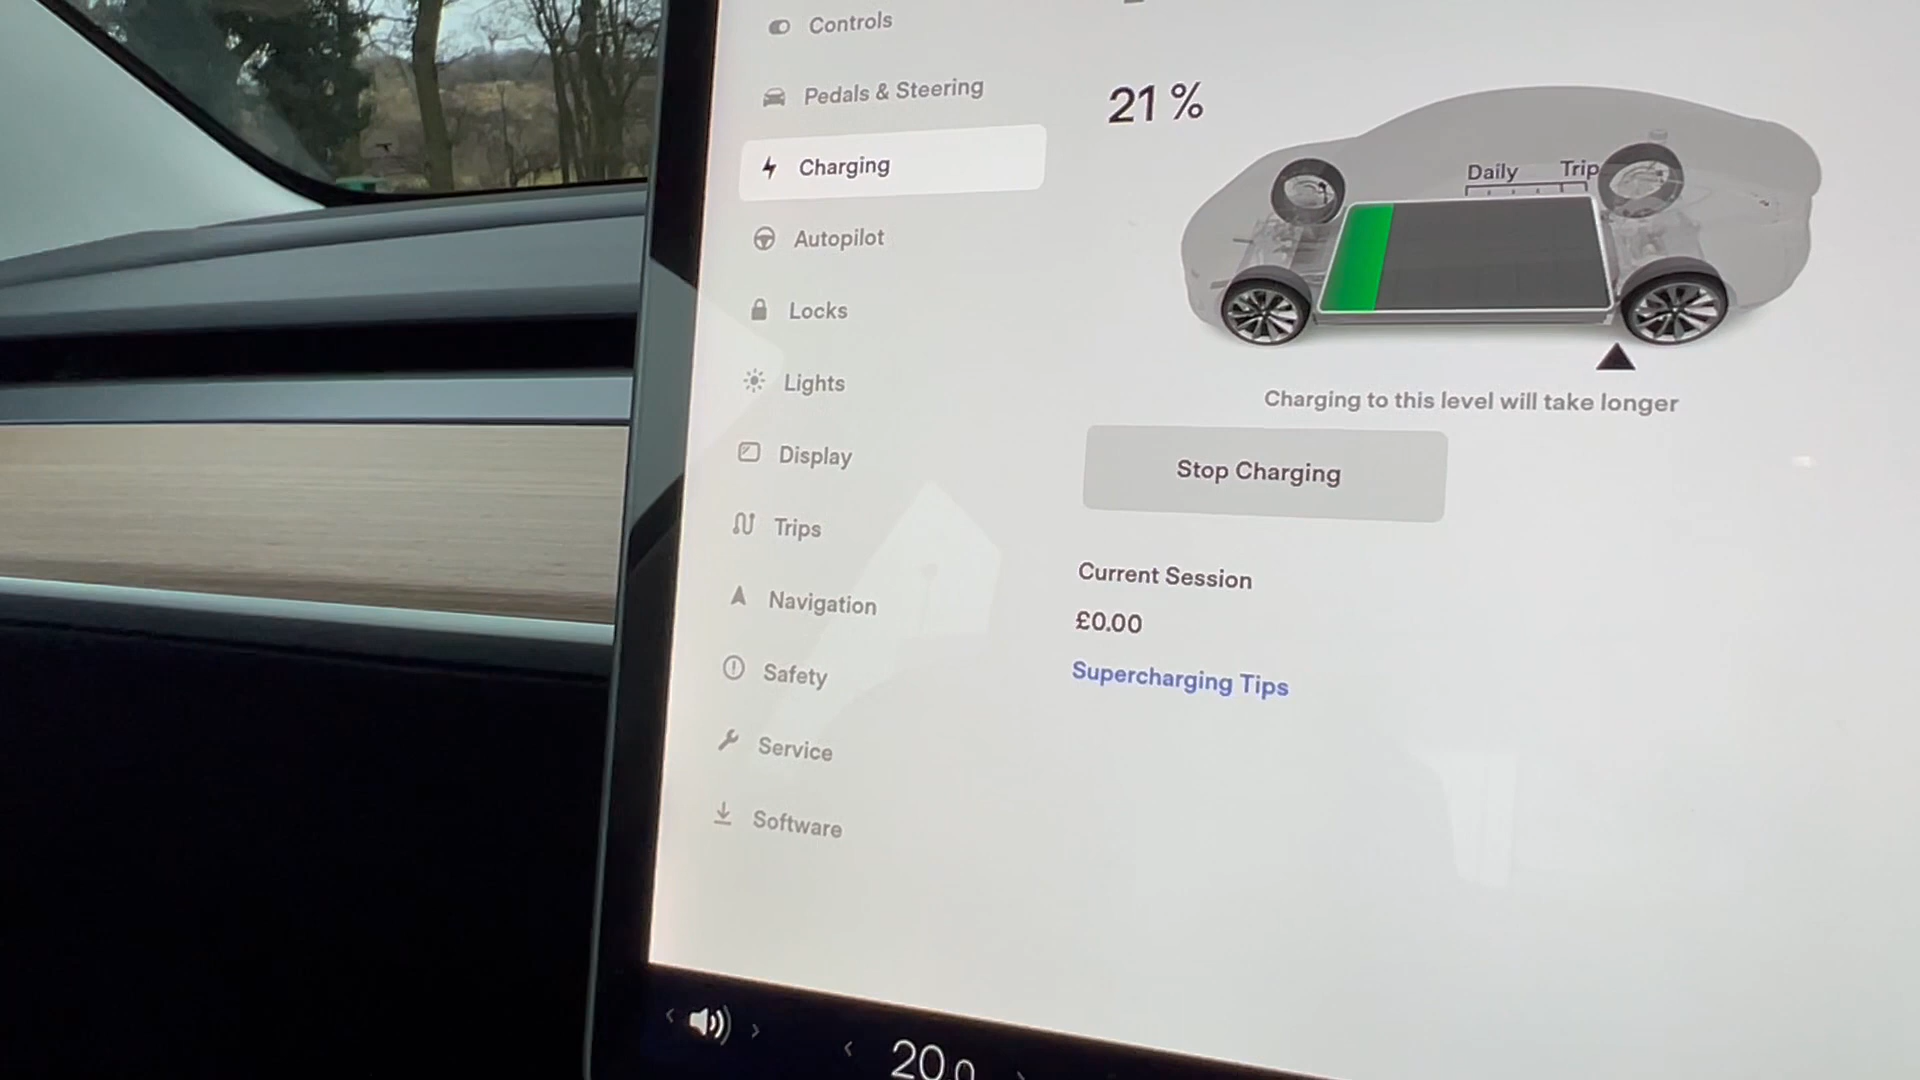 Controls
Pedals & Steering
Charging
Autopilot
Locks
Lights
Display
Trips
Navigation
Safety
Service
Software
21 %
Daily Trip
Charging to this level will take longer
Stop Charging
Current Session
£0.00
Supercharging Tips
20.0